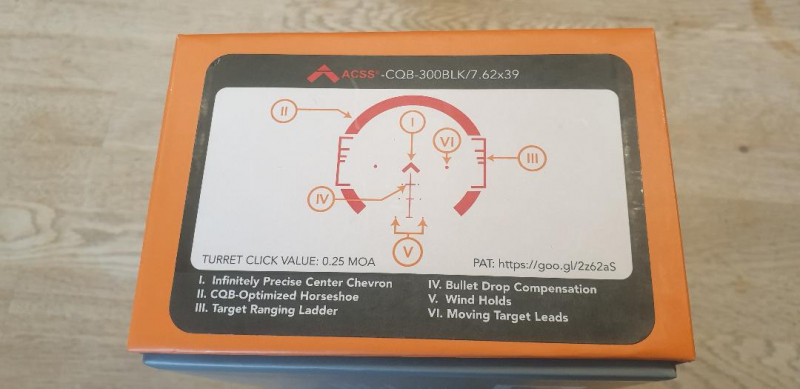 ACSS®-CQB-300BLK/7.62x39
II
I
VI
III
IV
V
TURRET CLICK VALUE: 0.25 MOA
PAT: https://goo.gl/2z62aS
I. Infinitely Precise Center Chevron
II. CQB-Optimized Horseshoe
III. Target Ranging Ladder
IV. Bullet Drop Compensation
V. Wind Holds
VI. Moving Target Leads